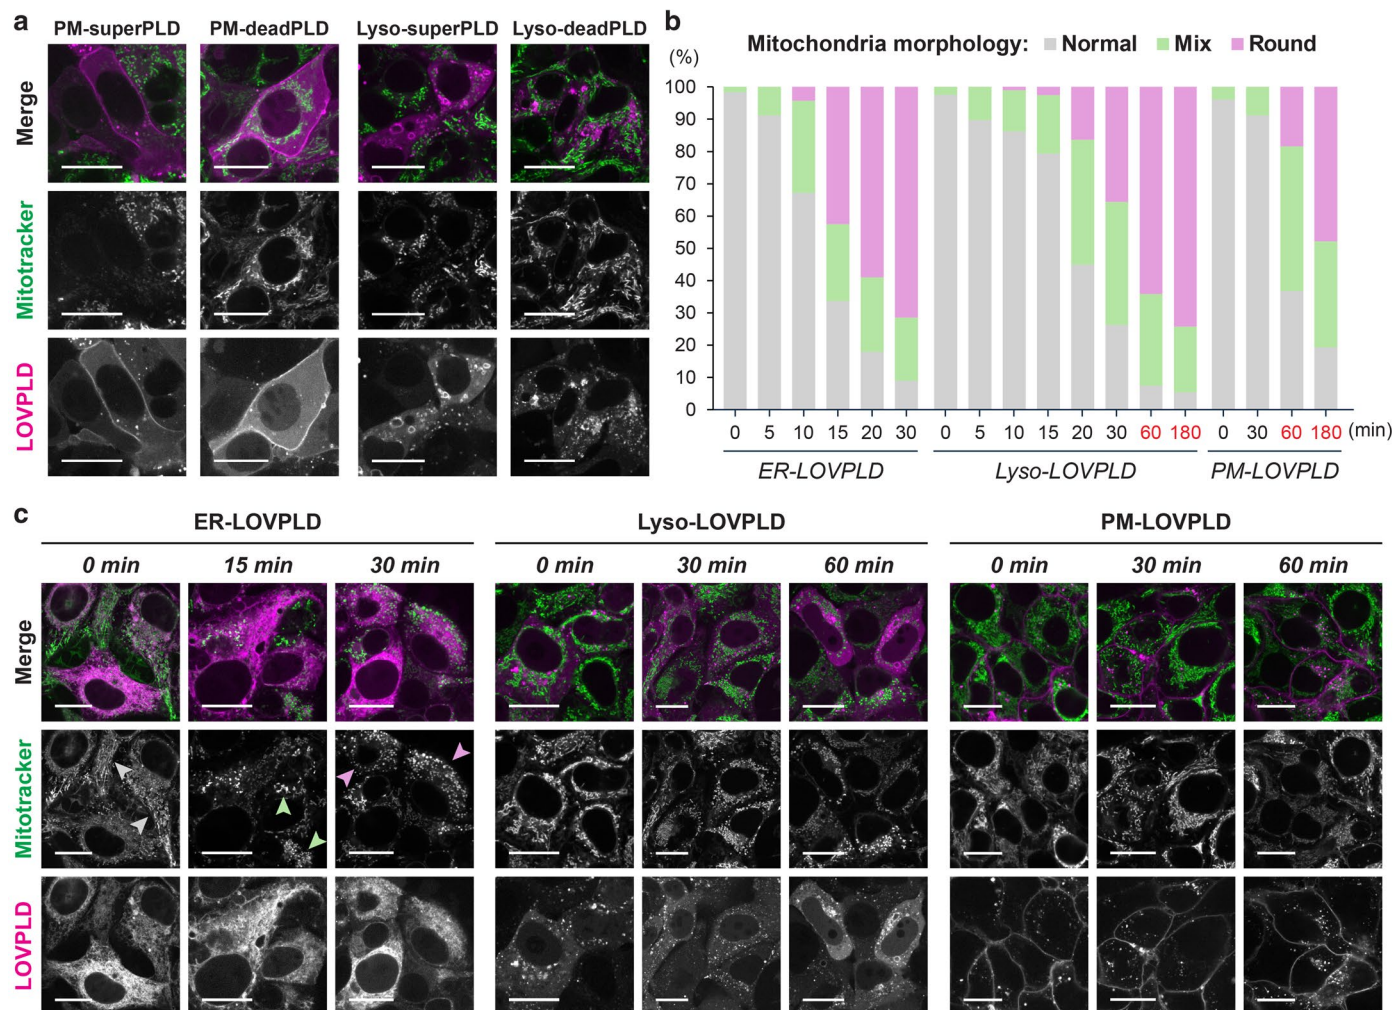 a
PM-superPLD PM-deadPLD Lyso-superPLD Lyso-deadPLD
Merge
Mitotracker
LOVPLD
b
Mitochondria morphology: Normal Mix Round
(%)
100
90
80
70
60
50
40
30
20
10
0
0 5 10 15 20 30 0 5 10 15 20 30 60 180 0 30 60 180 (min)
ER-LOVPLD Lyso-LOVPLD PM-LOVPLD
c
ER-LOVPLD Lyso-LOVPLD PM-LOVPLD
0 min 15 min 30 min 0 min 30 min 60 min 0 min 30 min 60 min
Merge
Mitotracker
LOVPLD